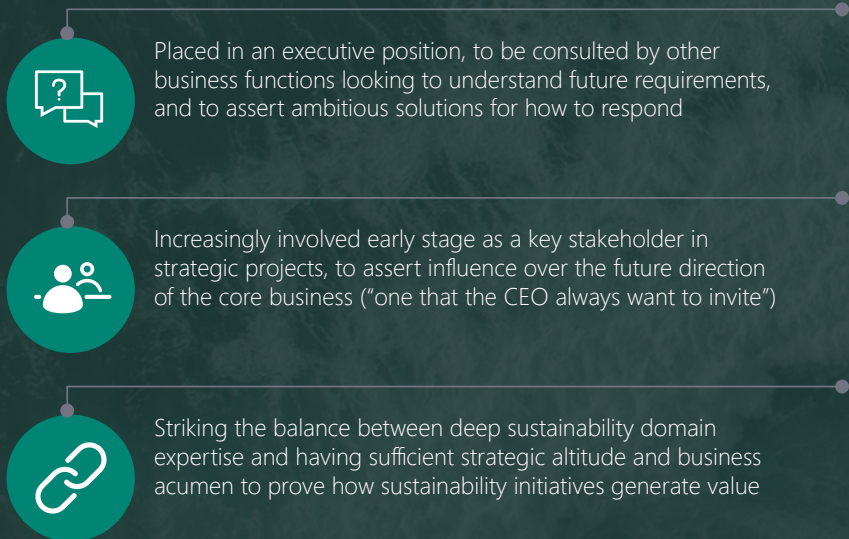 ?
Placed in an executive position, to be consulted by other
business functions looking to understand future requirements,
and to assert ambitious solutions for how to respond
Increasingly involved early stage as a key stakeholder in
strategic projects, to assert influence over the future direction
of the core business (“one that the CEO always want to invite”)
Striking the balance between deep sustainability domain
expertise and having sufficient strategic altitude and business
acumen to prove how sustainability initiatives generate value